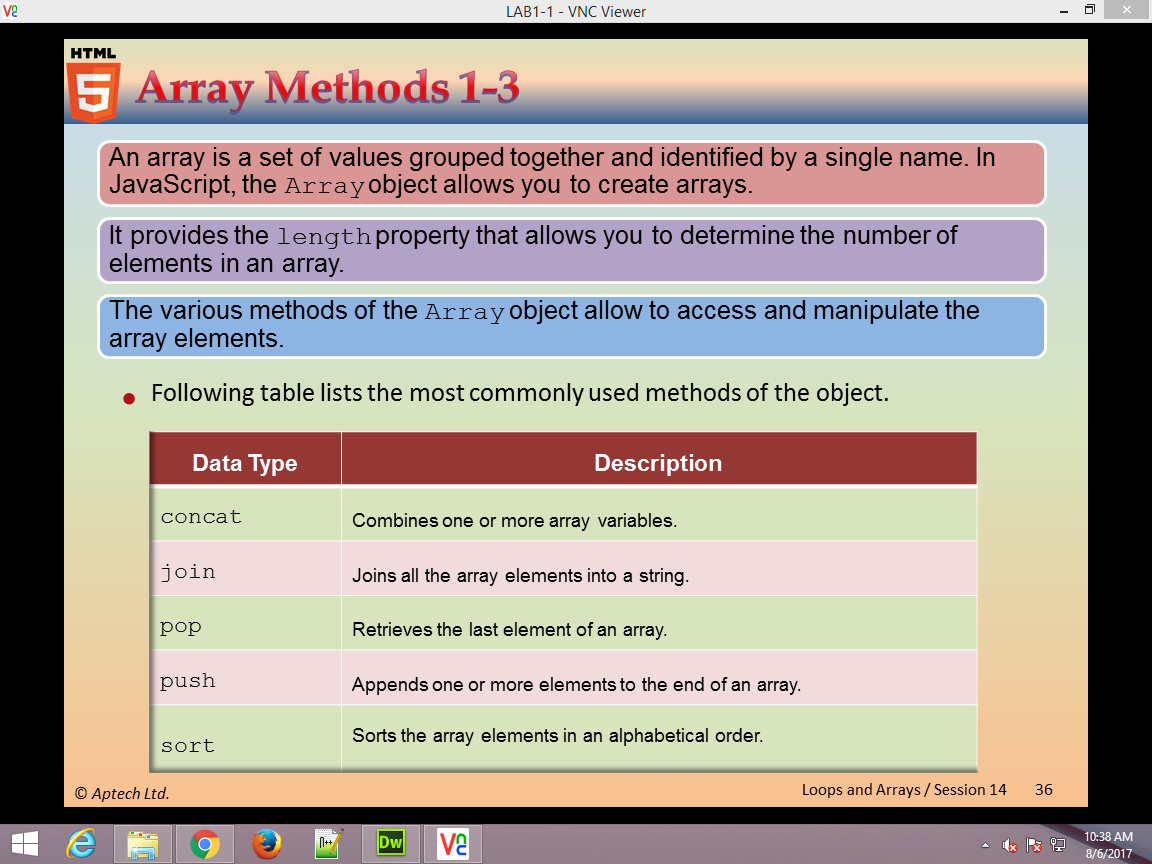 LAB1-1 - VNC Viewer
HTML
5
Array Methods 1-3
An array is a set of values grouped together and identified by a single name. In
JavaScript, the Array object allows you to create arrays.
It provides the length property that allows you to determine the number of
elements in an array.
The various methods of the Array object allow to access and manipulate the
array elements.
Following table lists the most commonly used methods of the object.
Data Type Description
concat Combines one or more array variables.
join Joins all the array elements into a string.
pop Retrieves the last element of an array.
push Appends one or more elements to the end of an array.
sort Sorts the array elements in an alphabetical order.
© Aptech Ltd. Loops and Arrays / Session 14 36
Dw
10:38 AM
8/6/2017